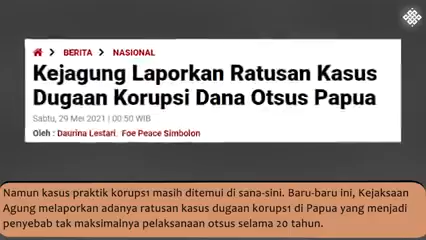 BERITA > NASIONAL
Kejagung Laporkan Ratusan Kasus
Dugaan Korupsi Dana Otsus Papua
Sabtu, 29 Mei 2021 | 00:50 WIB
Oleh : Daurina Lestari, Foe Peace Simbolon
Namun kasus praktik k0rups1 masih ditemui di sana-sini. Baru-baru ini, Kejaksaan
Agung melaporkan adanya ratusan kasus dugaan korups1 di Papua yang menjadi
penyebab tak maksimalnya pelaksanaan otsus selama 20 tahun.